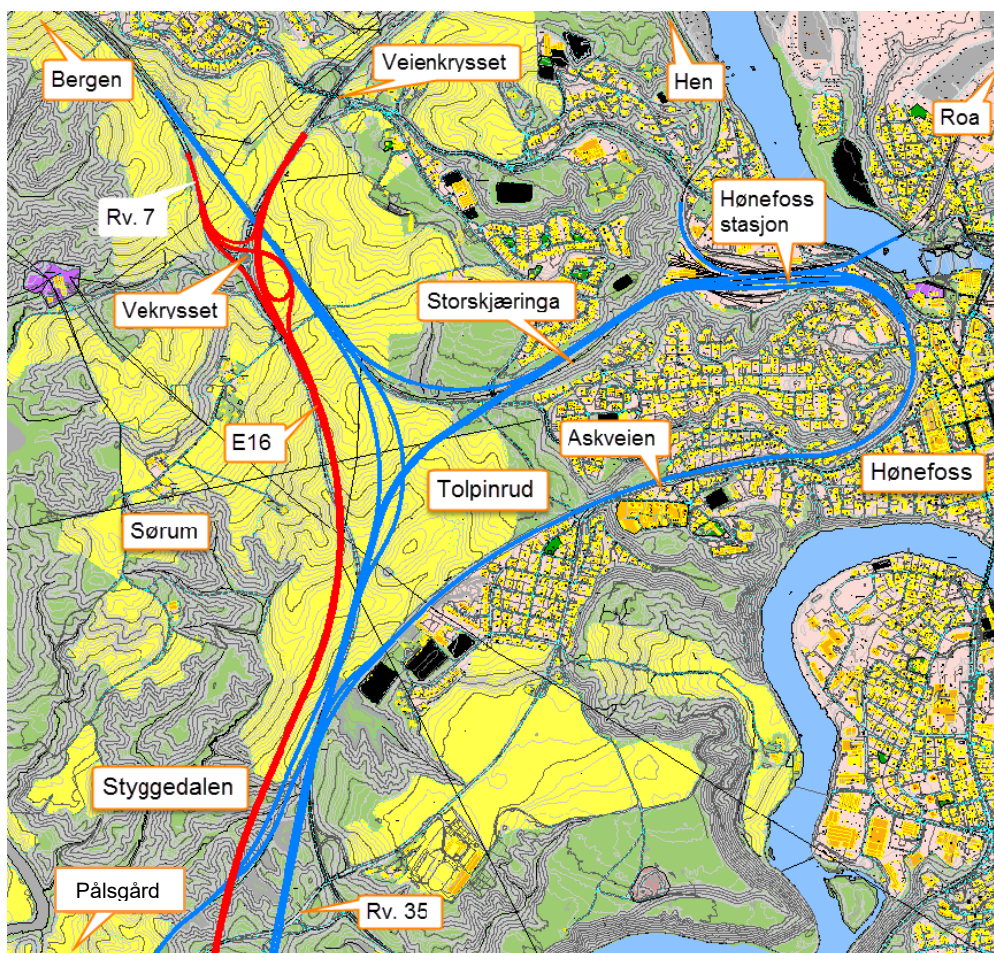 Bergen
Veienkrysset
Hen
Roa
Rv. 7
Hønefoss
stasjon
Vekrysset
Storskjæringa
E16
Askveien
Tolpinrud
Hønefoss
Sørum
Styggedalen
Pålsgård
Rv. 35